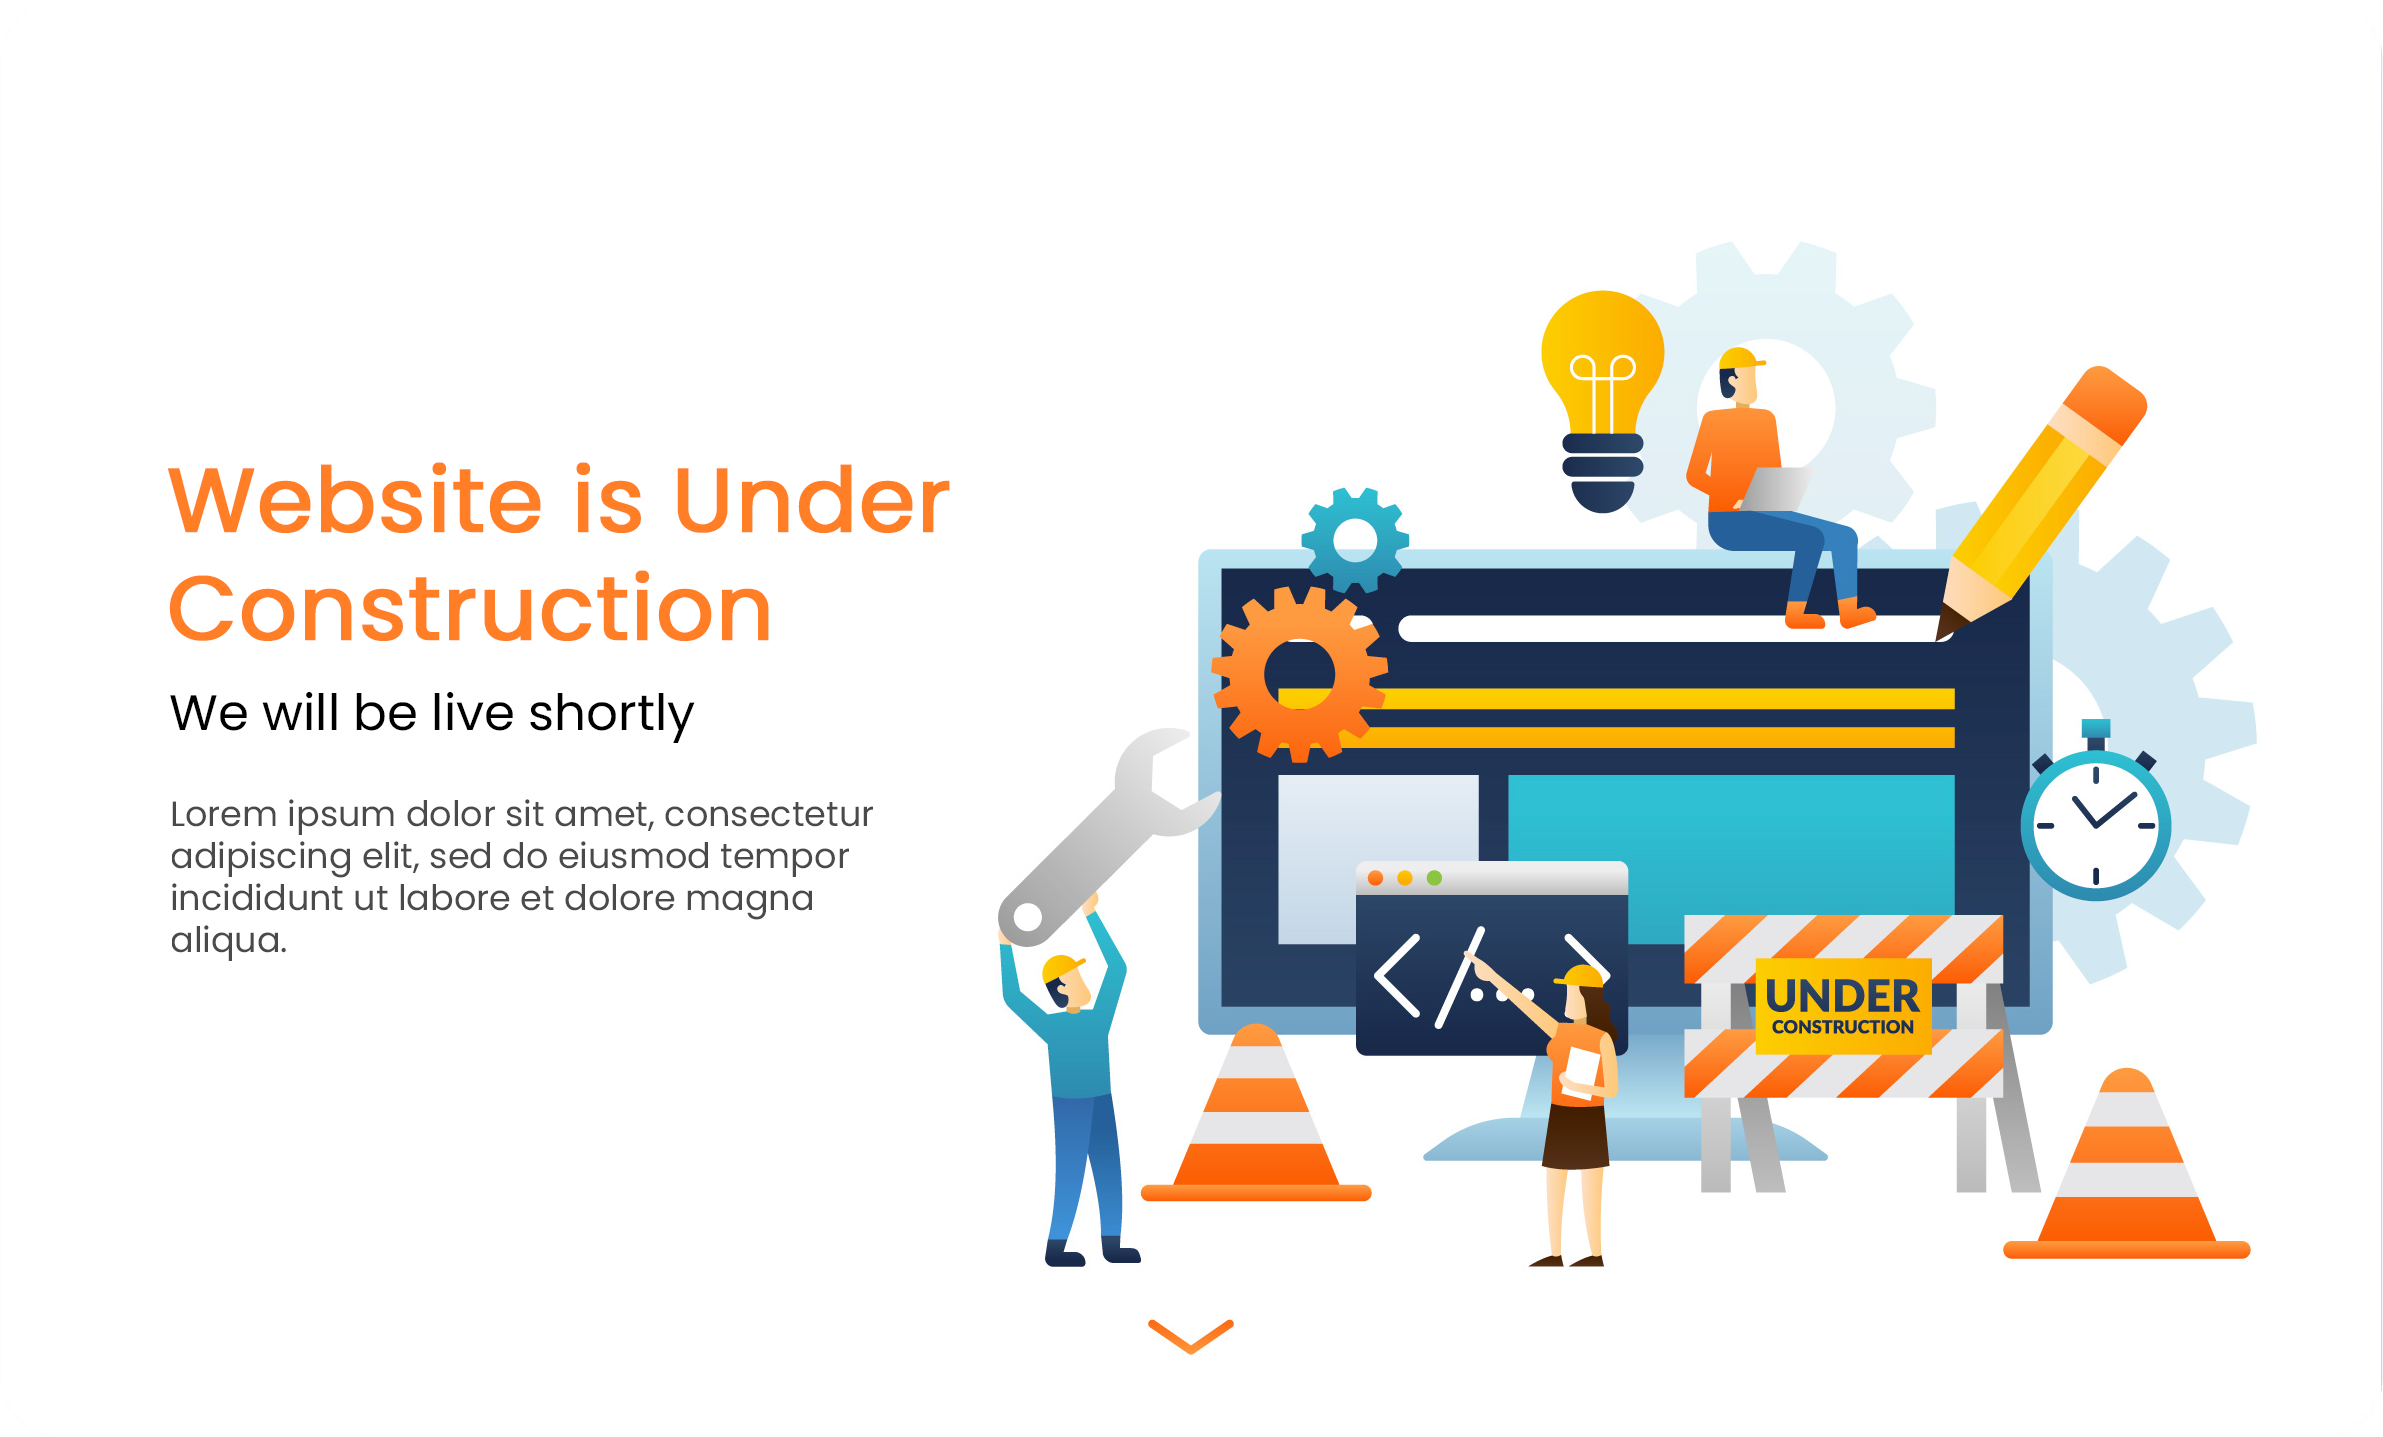 Website is Under
Construction
We will be live shortly
Lorem ipsum dolor sit amet, consectetur
adipiscing elit, sed do eiusmod tempor
incididunt ut labore et dolore magna
aliqua.
UNDER
CONSTRUCTION